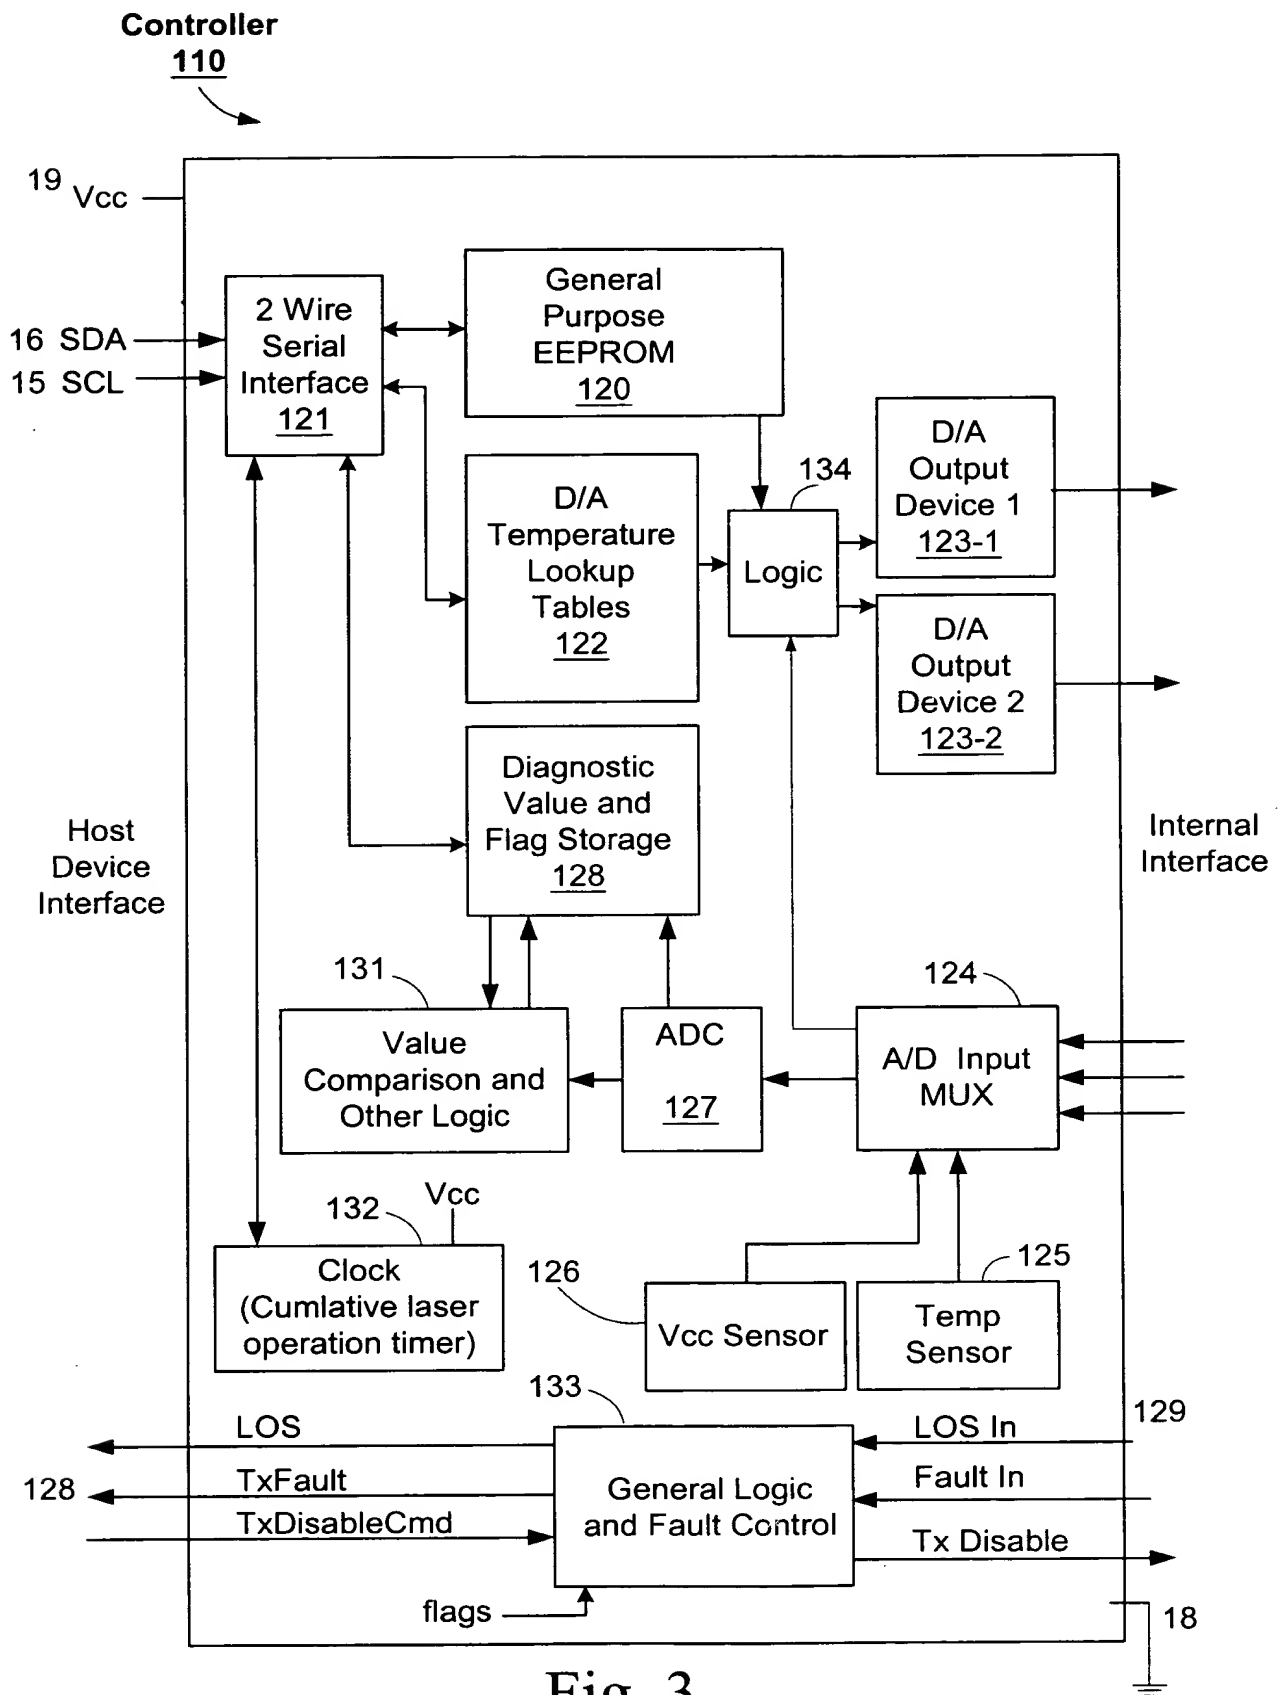 Controller
110
19 Vcc
16 SDA
15 SCL
2 Wire
Serial
Interface
121
General
Purpose
EEPROM
120
D/A
Temperature
Lookup
Tables
122
134
Logic
D/A
Output
Device 1
123-1
D/A
Output
Device 2
123-2
Host
Device
Interface
Diagnostic
Value and
Flag Storage
128
Internal
Interface
131
Value
Comparison and
Other Logic
ADC
127
124
A/D Input
MUX
132
Vcc
Clock
(Cumlative laser
operation timer)
126
Vcc Sensor
125
Temp
Sensor
133
General Logic
and Fault Control
LOS
TxFault
128
TxDisableCmd
flags
LOS In
129
Fault In
Tx Disable
18
Fig. 3